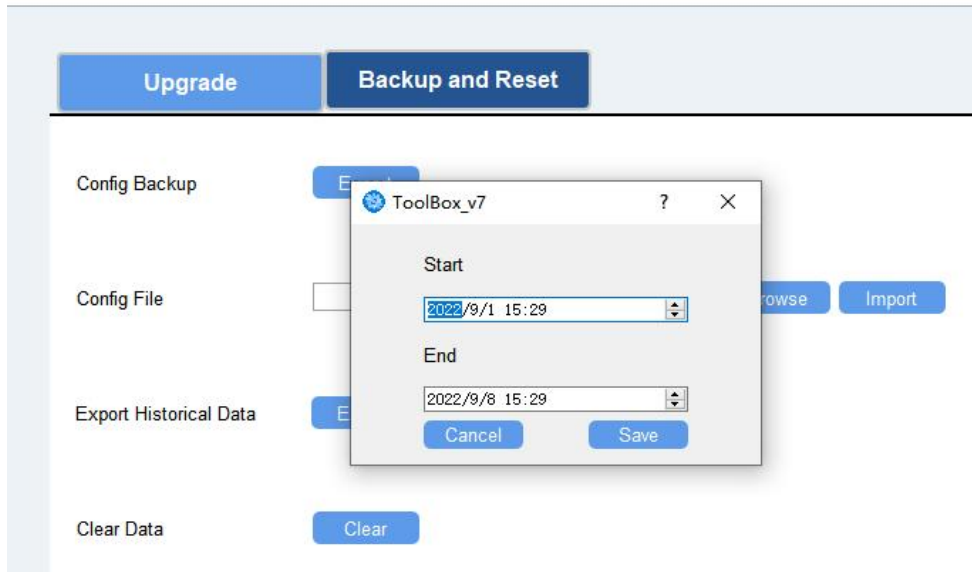 Upgrade
Backup and Reset
Config Backup
ToolBox_v7
?
Start
Config File
2022/9/1 15:29
Import
End
Export Historical Data
2022/9/8 15:29
Cancel
Save
Clear Data
Clear